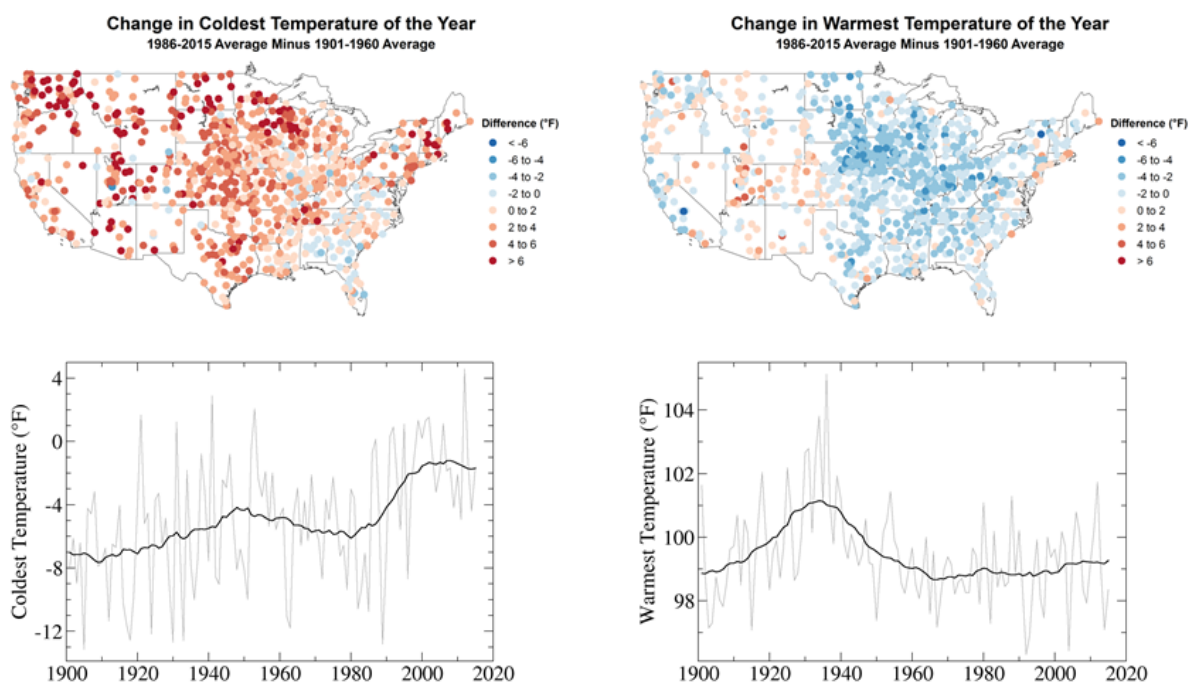 Change in Coldest Temperature of the Year
1986-2015 Average Minus 1901-1960 Average
Difference (°F)
< -6
-6 to -4
-4 to -2
-2 to 0
0 to 2
2 to 4
4 to 6
> 6
Change in Warmest Temperature of the Year
1986-2015 Average Minus 1901-1960 Average
Difference (°F)
< -6
-6 to -4
-4 to -2
-2 to 0
0 to 2
2 to 4
4 to 6
> 6
Coldest Temperature (°F)
4
0
-4
-8
-12
1900 1920 1940 1960 1980 2000 2020
Warmest Temperature (°F)
104
102
100
98
1900 1920 1940 1960 1980 2000 2020